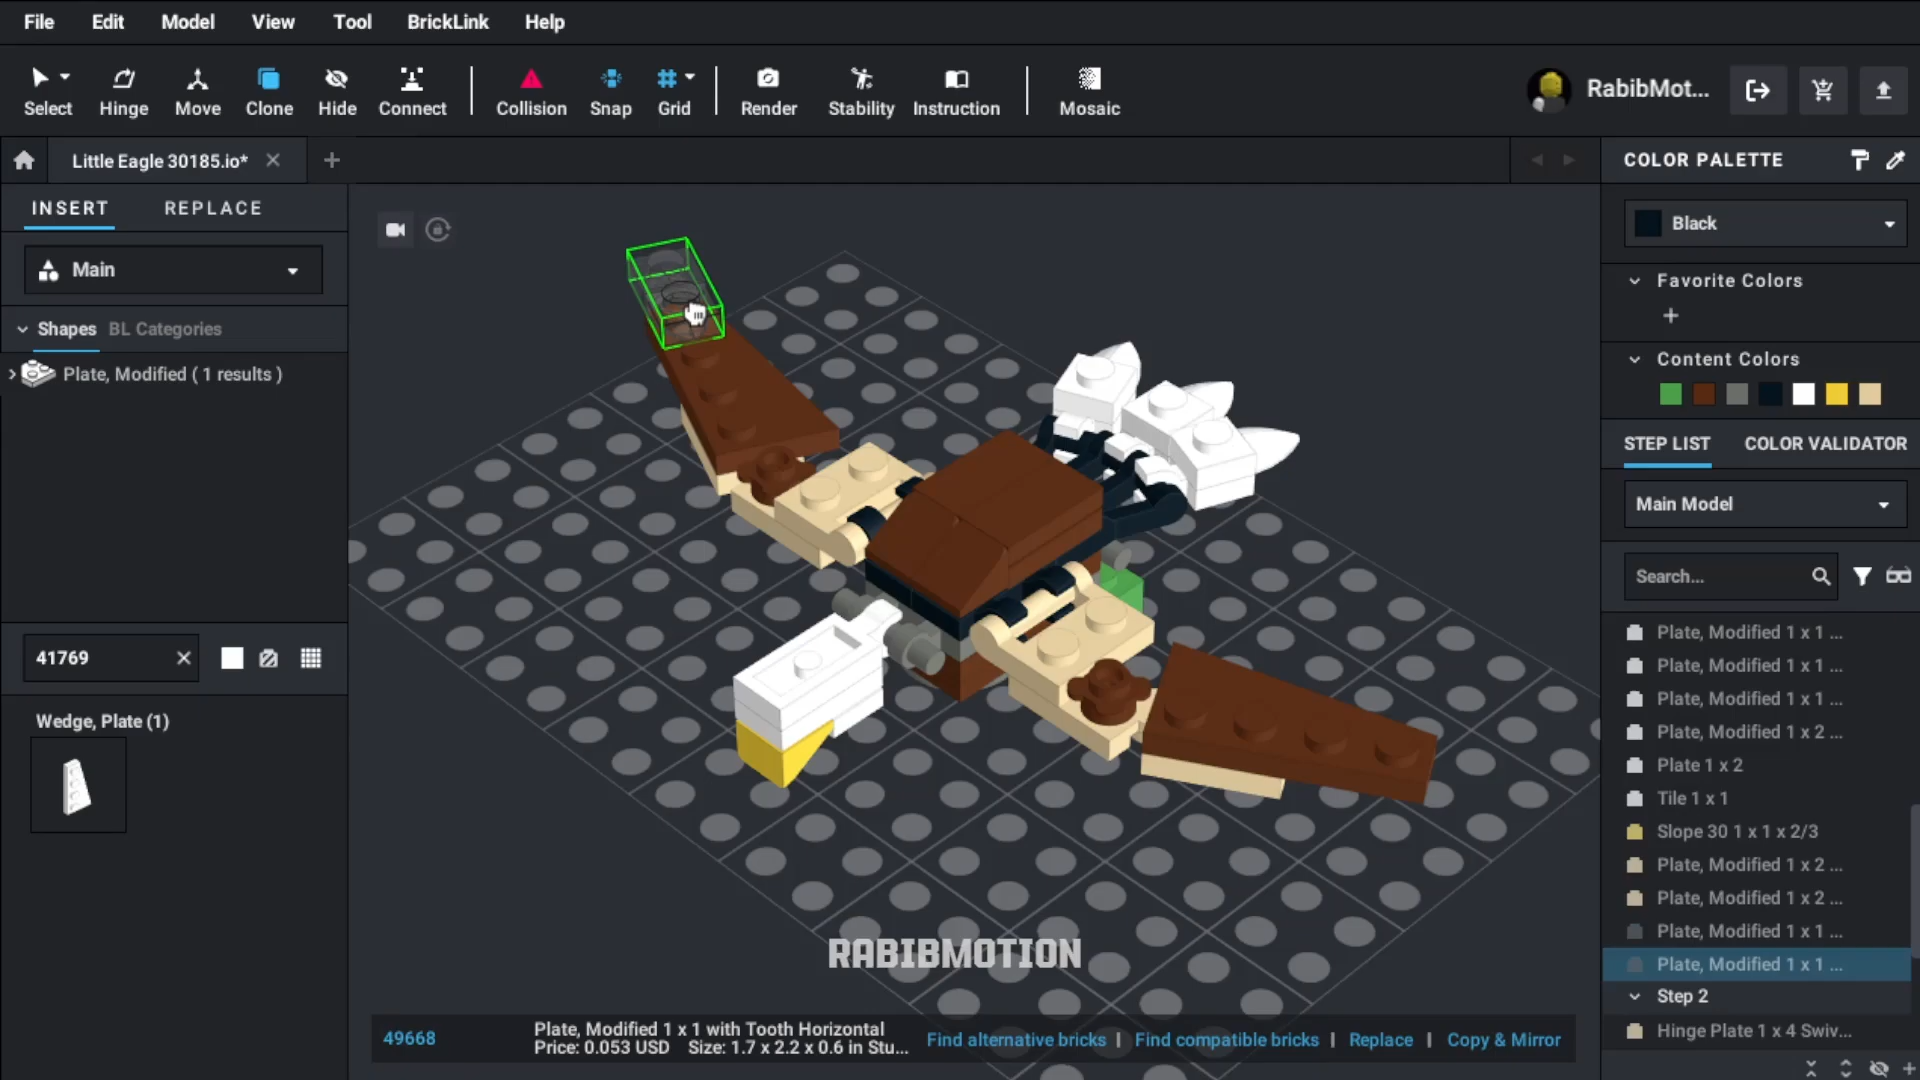 File Edit Model View Tool BrickLink Help
Select Hinge Move Clone Hide Connect Collision Snap Grid Render Stability Instruction Mosaic
RabibMot...
Little Eagle 30185.io*
COLOR PALETTE
INSERT REPLACE
Black
Main
Favorite Colors
Shapes BL Categories
Content Colors
Plate, Modified ( 1 results )
STEP LIST COLOR VALIDATOR
Main Model
Search...
41769
Wedge, Plate (1)
Plate, Modified 1 x 1 ...
Plate, Modified 1 x 1 ...
Plate, Modified 1 x 1 ...
Plate, Modified 1 x 2 ...
Plate 1 x 2
Tile 1 x 1
Slope 30 1 x 1 x 2/3
Plate, Modified 1 x 2 ...
Plate, Modified 1 x 2 ...
Plate, Modified 1 x 1 ...
Plate, Modified 1 x 1 ...
Step 2
Hinge Plate 1 x 4 Swiv...
RABIBMOTION
49668
Plate, Modified 1 x 1 with Tooth Horizontal
Price: 0.053 USD Size: 1.7 x 2.2 x 0.6 in Stu...
Find alternative bricks | Find compatible bricks | Replace | Copy & Mirror